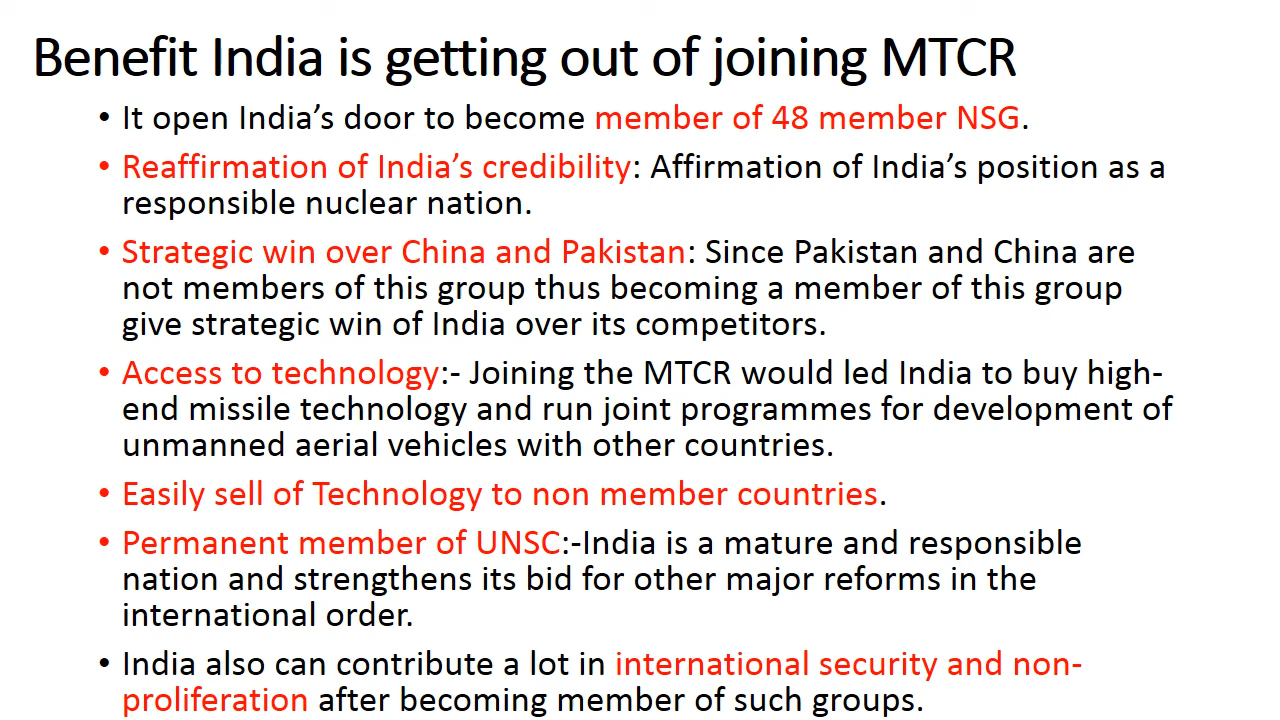 Benefit India is getting out of joining MTCR
• It open India’s door to become member of 48 member NSG.
• Reaffirmation of India’s credibility: Affirmation of India’s position as a
responsible nuclear nation.
• Strategic win over China and Pakistan: Since Pakistan and China are
not members of this group thus becoming a member of this group
give strategic win of India over its competitors.
• Access to technology:- Joining the MTCR would led India to buy high-
end missile technology and run joint programmes for development of
unmanned aerial vehicles with other countries.
• Easily sell of Technology to non member countries.
• Permanent member of UNSC:-India is a mature and responsible
nation and strengthens its bid for other major reforms in the
international order.
• India also can contribute a lot in international security and non-
proliferation after becoming member of such groups.